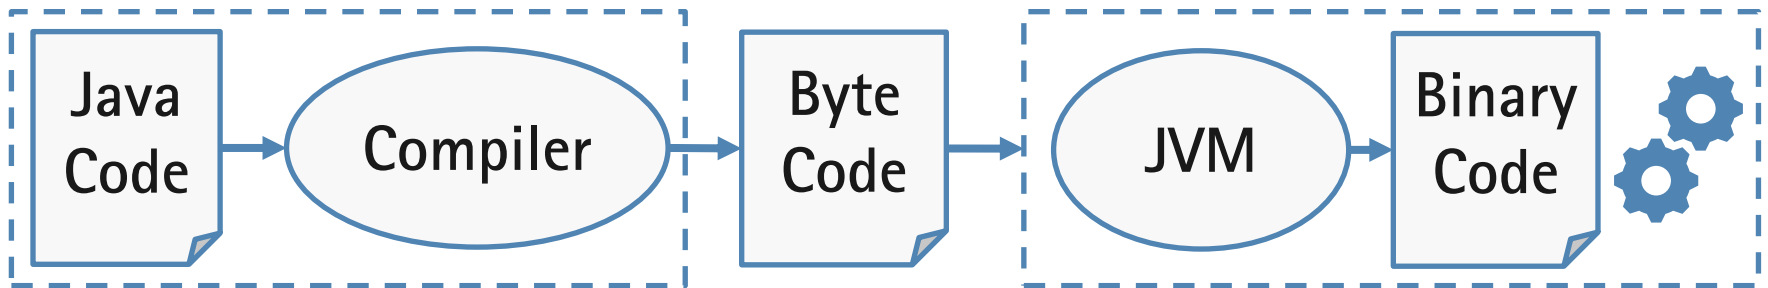 Java
Code
Compiler
Byte
Code
JVM
Binary
Code